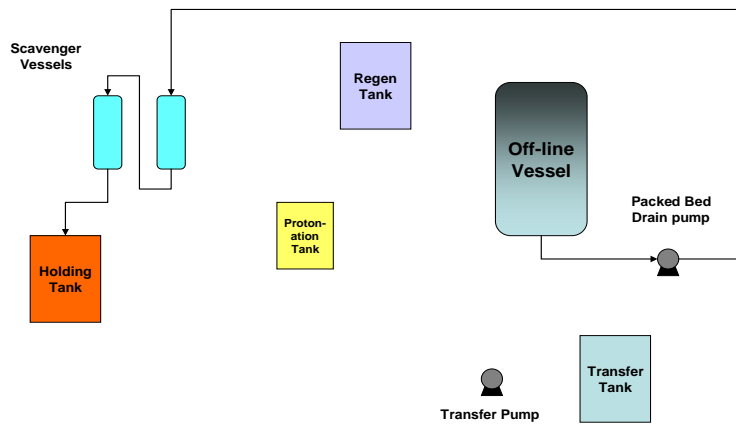 Scavenger
Vessels
Regen
Tank
Off-line
Vessel
Packed Bed
Drain pump
Proton-
ation
Tank
Holding
Tank
Transfer
Tank
Transfer Pump